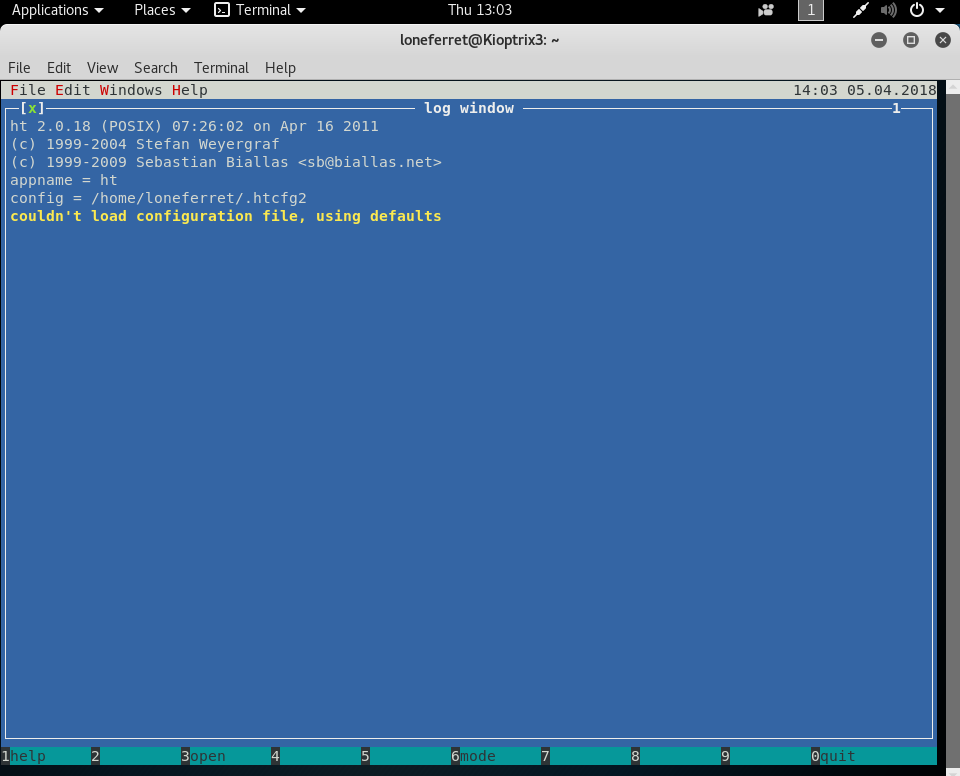 Applications Places Terminal Thu 13:03 1
loneferret@Kioptrix3: ~
File Edit View Search Terminal Help
File Edit Windows Help 14:03 05.04.2018
[x] log window 1
ht 2.0.18 (POSIX) 07:26:02 on Apr 16 2011
(c) 1999-2004 Stefan Weyergraf
(c) 1999-2009 Sebastian Biallas <sb@biallas.net>
appname = ht
config = /home/loneferret/.htcfg2
couldn't load configuration file, using defaults
1help 2 3open 4 5 6mode 7 8 9 0quit